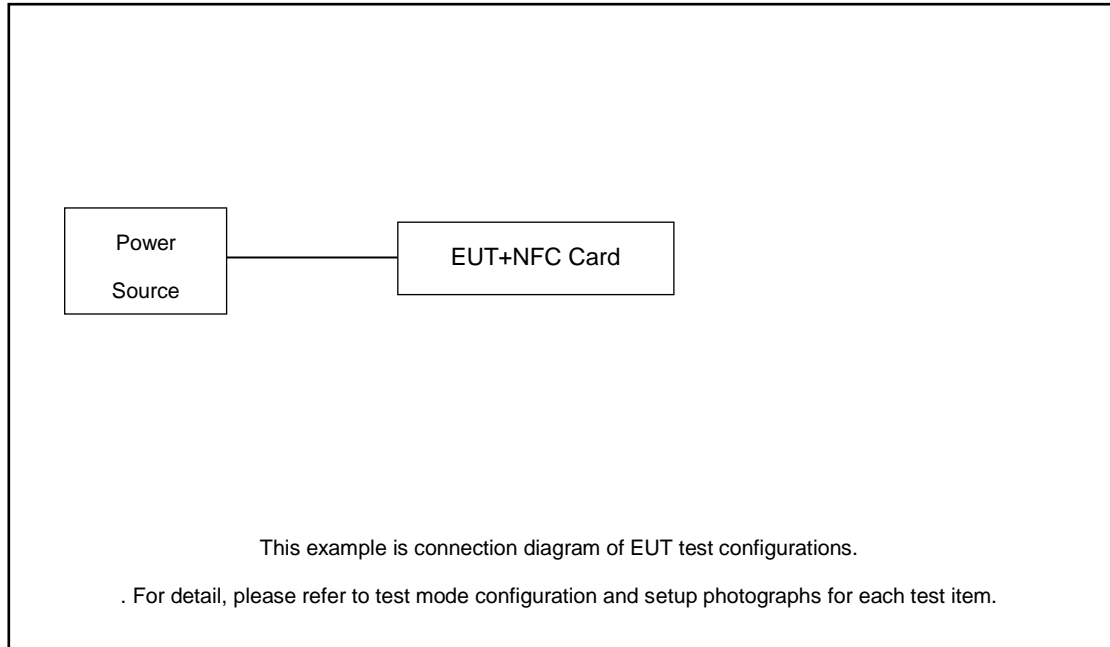 Power
Source
EUT+NFC Card
This example is connection diagram of EUT test configurations.
. For detail, please refer to test mode configuration and setup photographs for each test item.